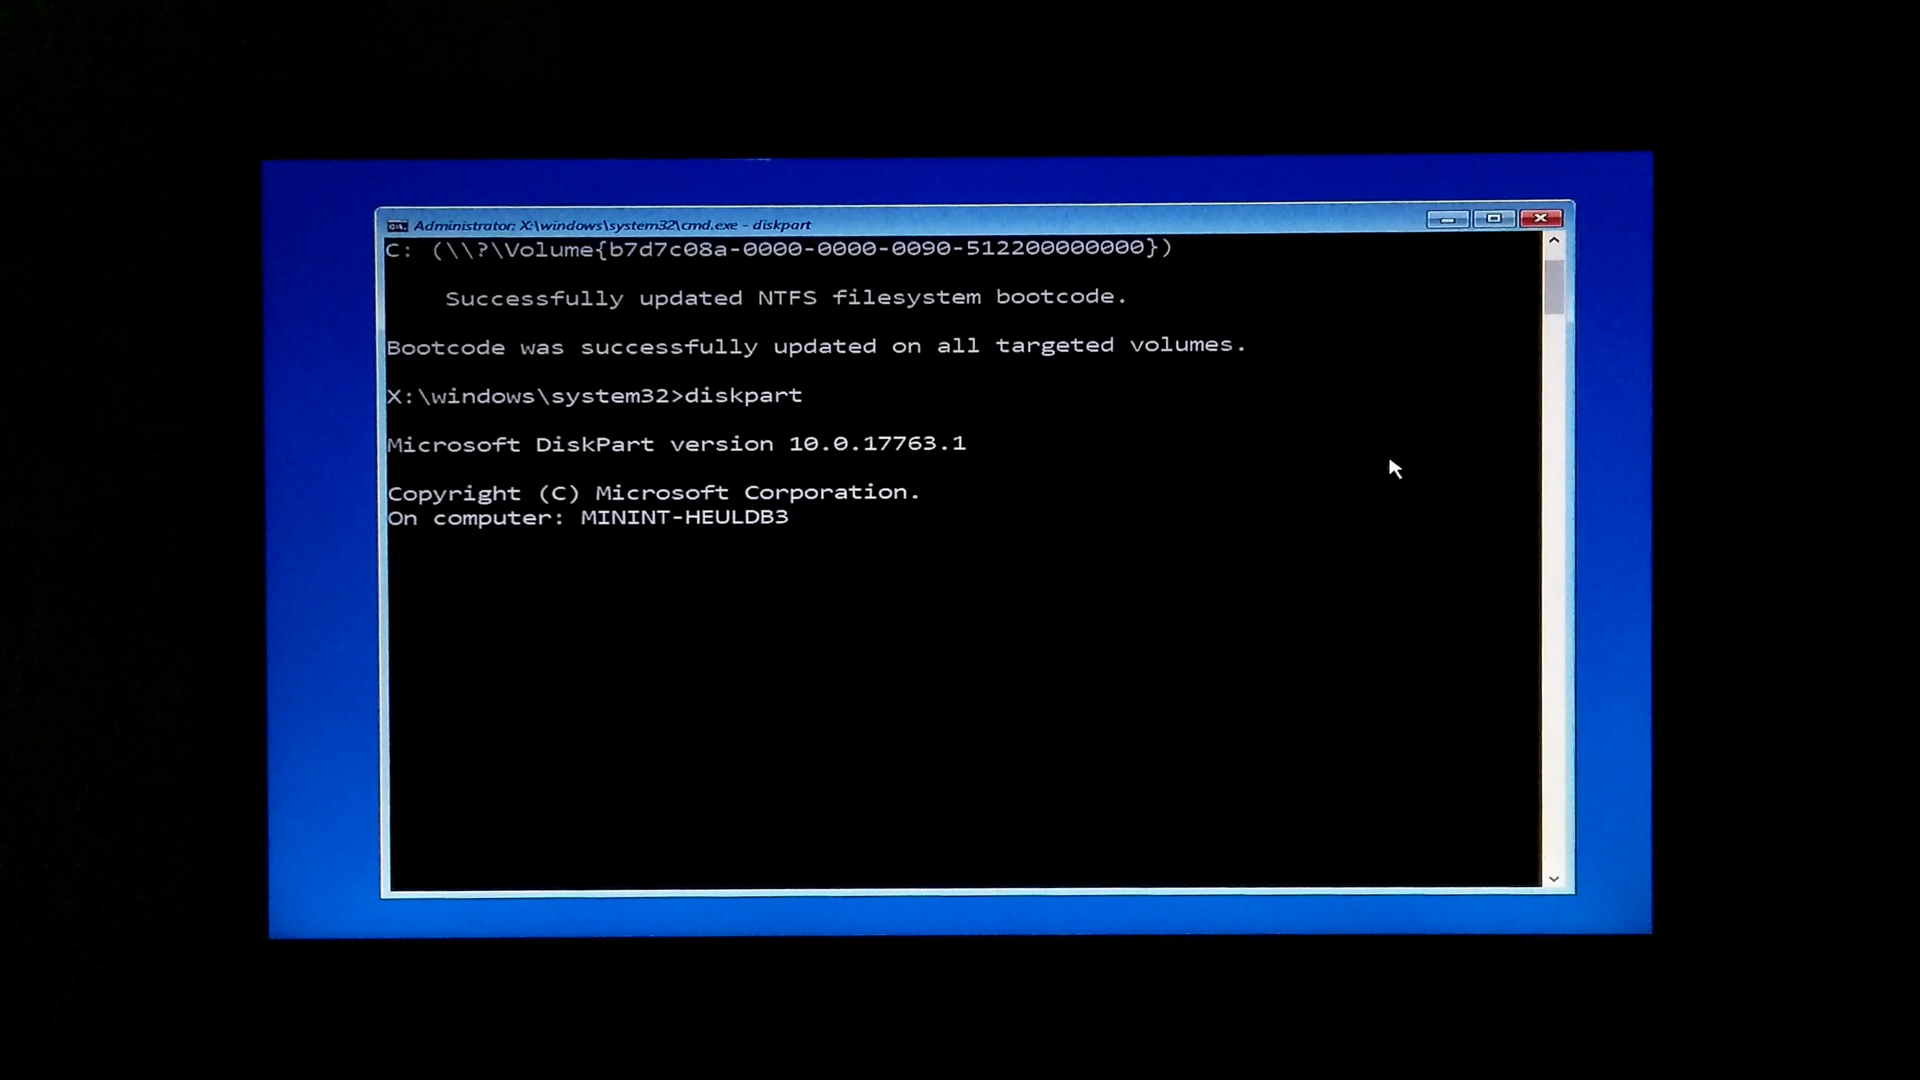 Administrator: X:\windows\system32\cmd.exe - diskpart
C: (\\?\Volume{b7d7c08a-0000-0000-0090-512200000000})
Successfully updated NTFS filesystem bootcode.
Bootcode was successfully updated on all targeted volumes.
X:\windows\system32>diskpart
Microsoft DiskPart version 10.0.17763.1
Copyright (C) Microsoft Corporation.
On computer: MININT-HEULDB3